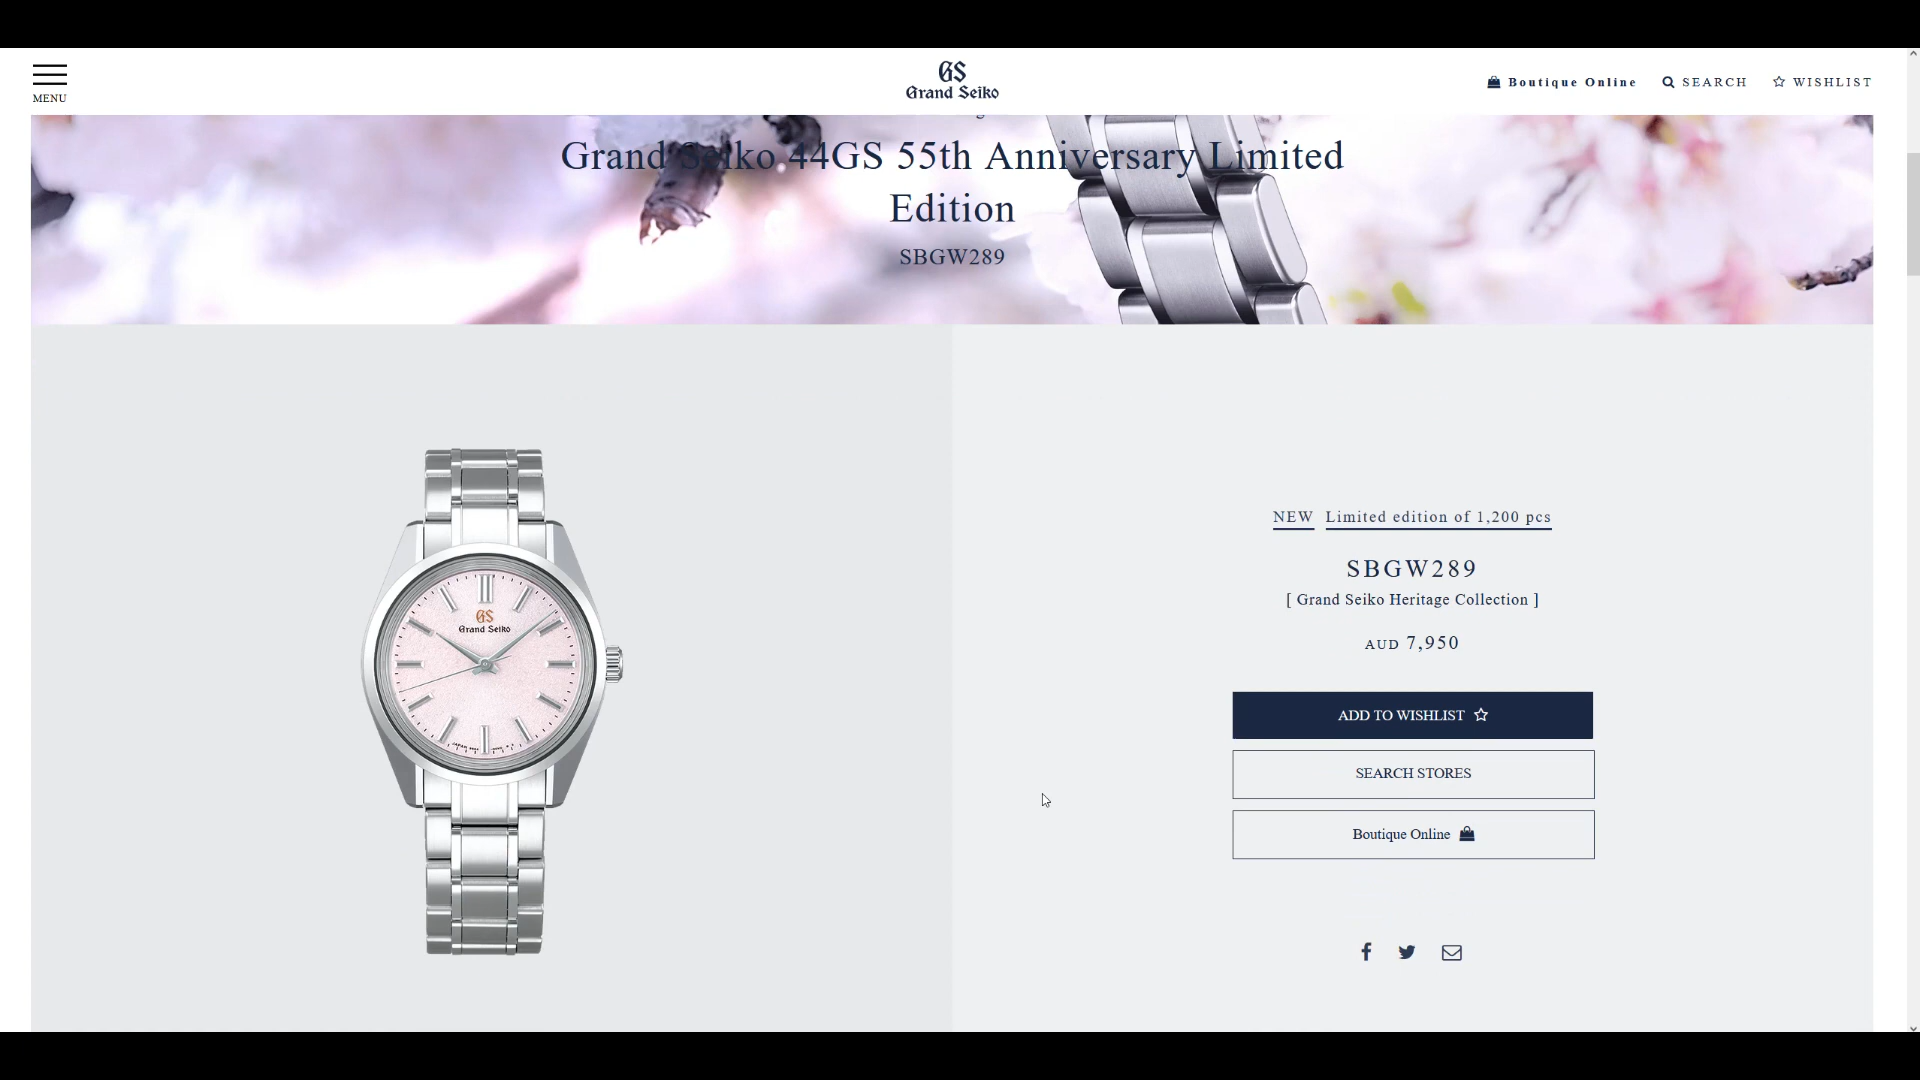 MENU
GS
Grand Seiko
Boutique Online
SEARCH
WISHLIST
Grand Seiko 44GS 55th Anniversary Limited
Edition
SBGW289
GS
Grand Seiko
NEW Limited edition of 1,200 pcs
SBGW289
[ Grand Seiko Heritage Collection ]
AUD 7,950
ADD TO WISHLIST
SEARCH STORES
Boutique Online